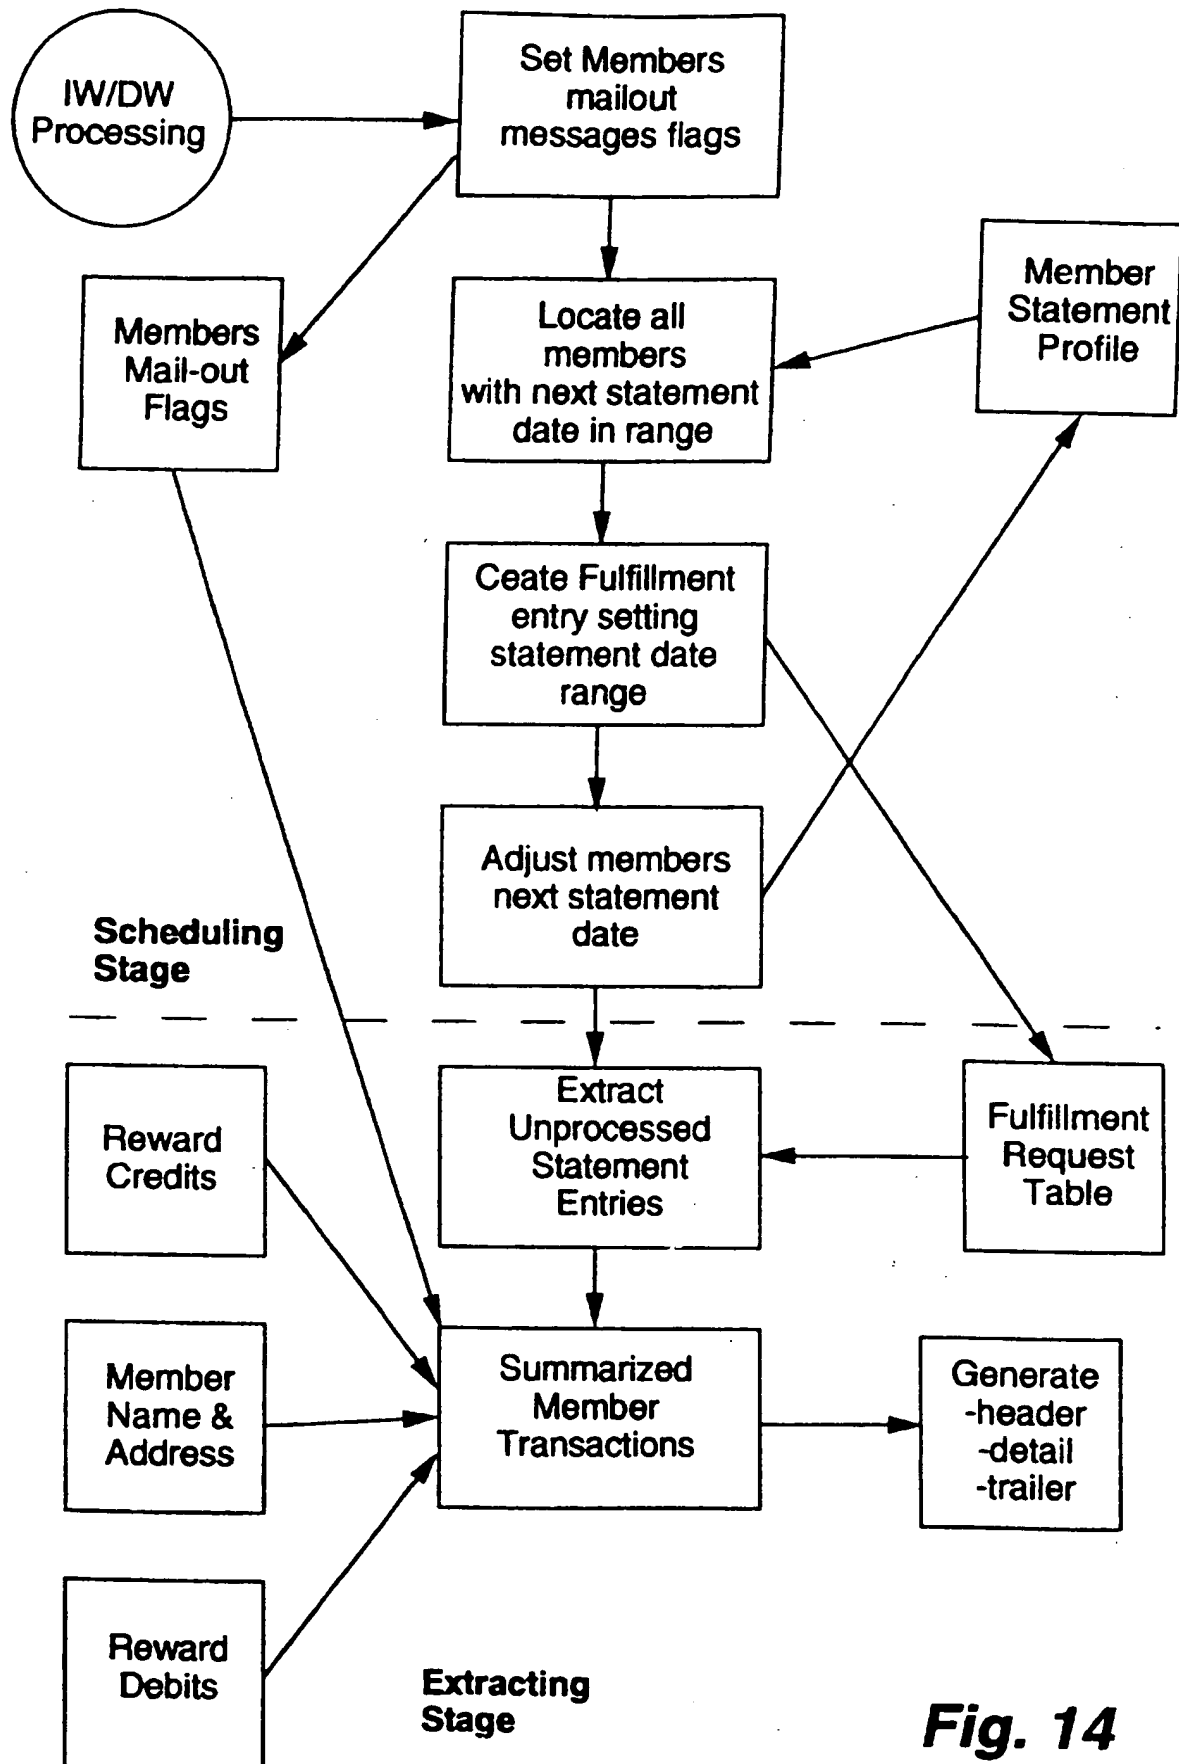 IW/DW
Processing
Set Members
mailout
messages flags
Members
Mail-out
Flags
Locate all
members
with next statement
date in range
Member
Statement
Profile
Ceate Fulfillment
entry setting
statement date
range
Adjust members
next statement
date
Scheduling
Stage
Reward
Credits
Extract
Unprocessed
Statement
Entries
Fulfillment
Request
Table
Member
Name &
Address
Summarized
Member
Transactions
Generate
-header
-detail
-trailer
Reward
Debits
Extracting
Stage
Fig. 14